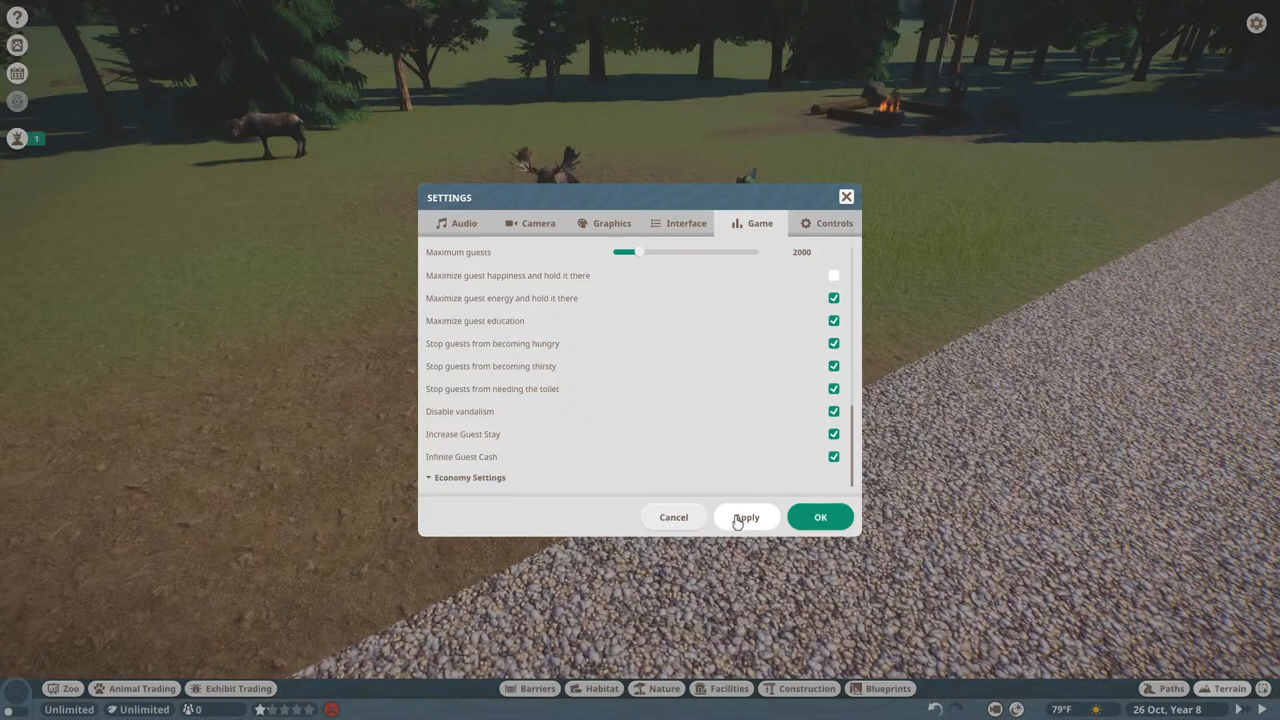 ?
1
SETTINGS
Audio Camera Graphics Interface Game Controls
Maximum guests 2000
Maximize guest happiness and hold it there
Maximize guest energy and hold it there
Maximize guest education
Stop guests from becoming hungry
Stop guests from becoming thirsty
Stop guests from needing the toilet
Disable vandalism
Increase Guest Stay
Infinite Guest Cash
Economy Settings
Cancel Apply OK
Zoo Animal Trading Exhibit Trading Barriers Habitat Nature Facilities Construction Blueprints Paths Terrain
Unlimited Unlimited 0 79°F 26 Oct, Year 8